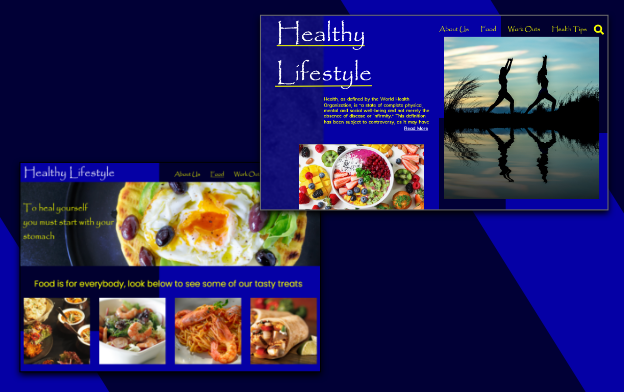 Healthy
Lifestyle
About Us Food Work Outs Health Tips
Health, as defined by the World Health
Organisation, is "a state of complete physical,
mental and social well-being and not merely the
absence of disease or infirmity." This definition
has been subject to controversy, as it may have
Read More
Healthy Lifestyle
About Us Food Work Outs
To heal yourself
you must start with your
stomach
Food is for everybody, look below to see some of our tasty treats